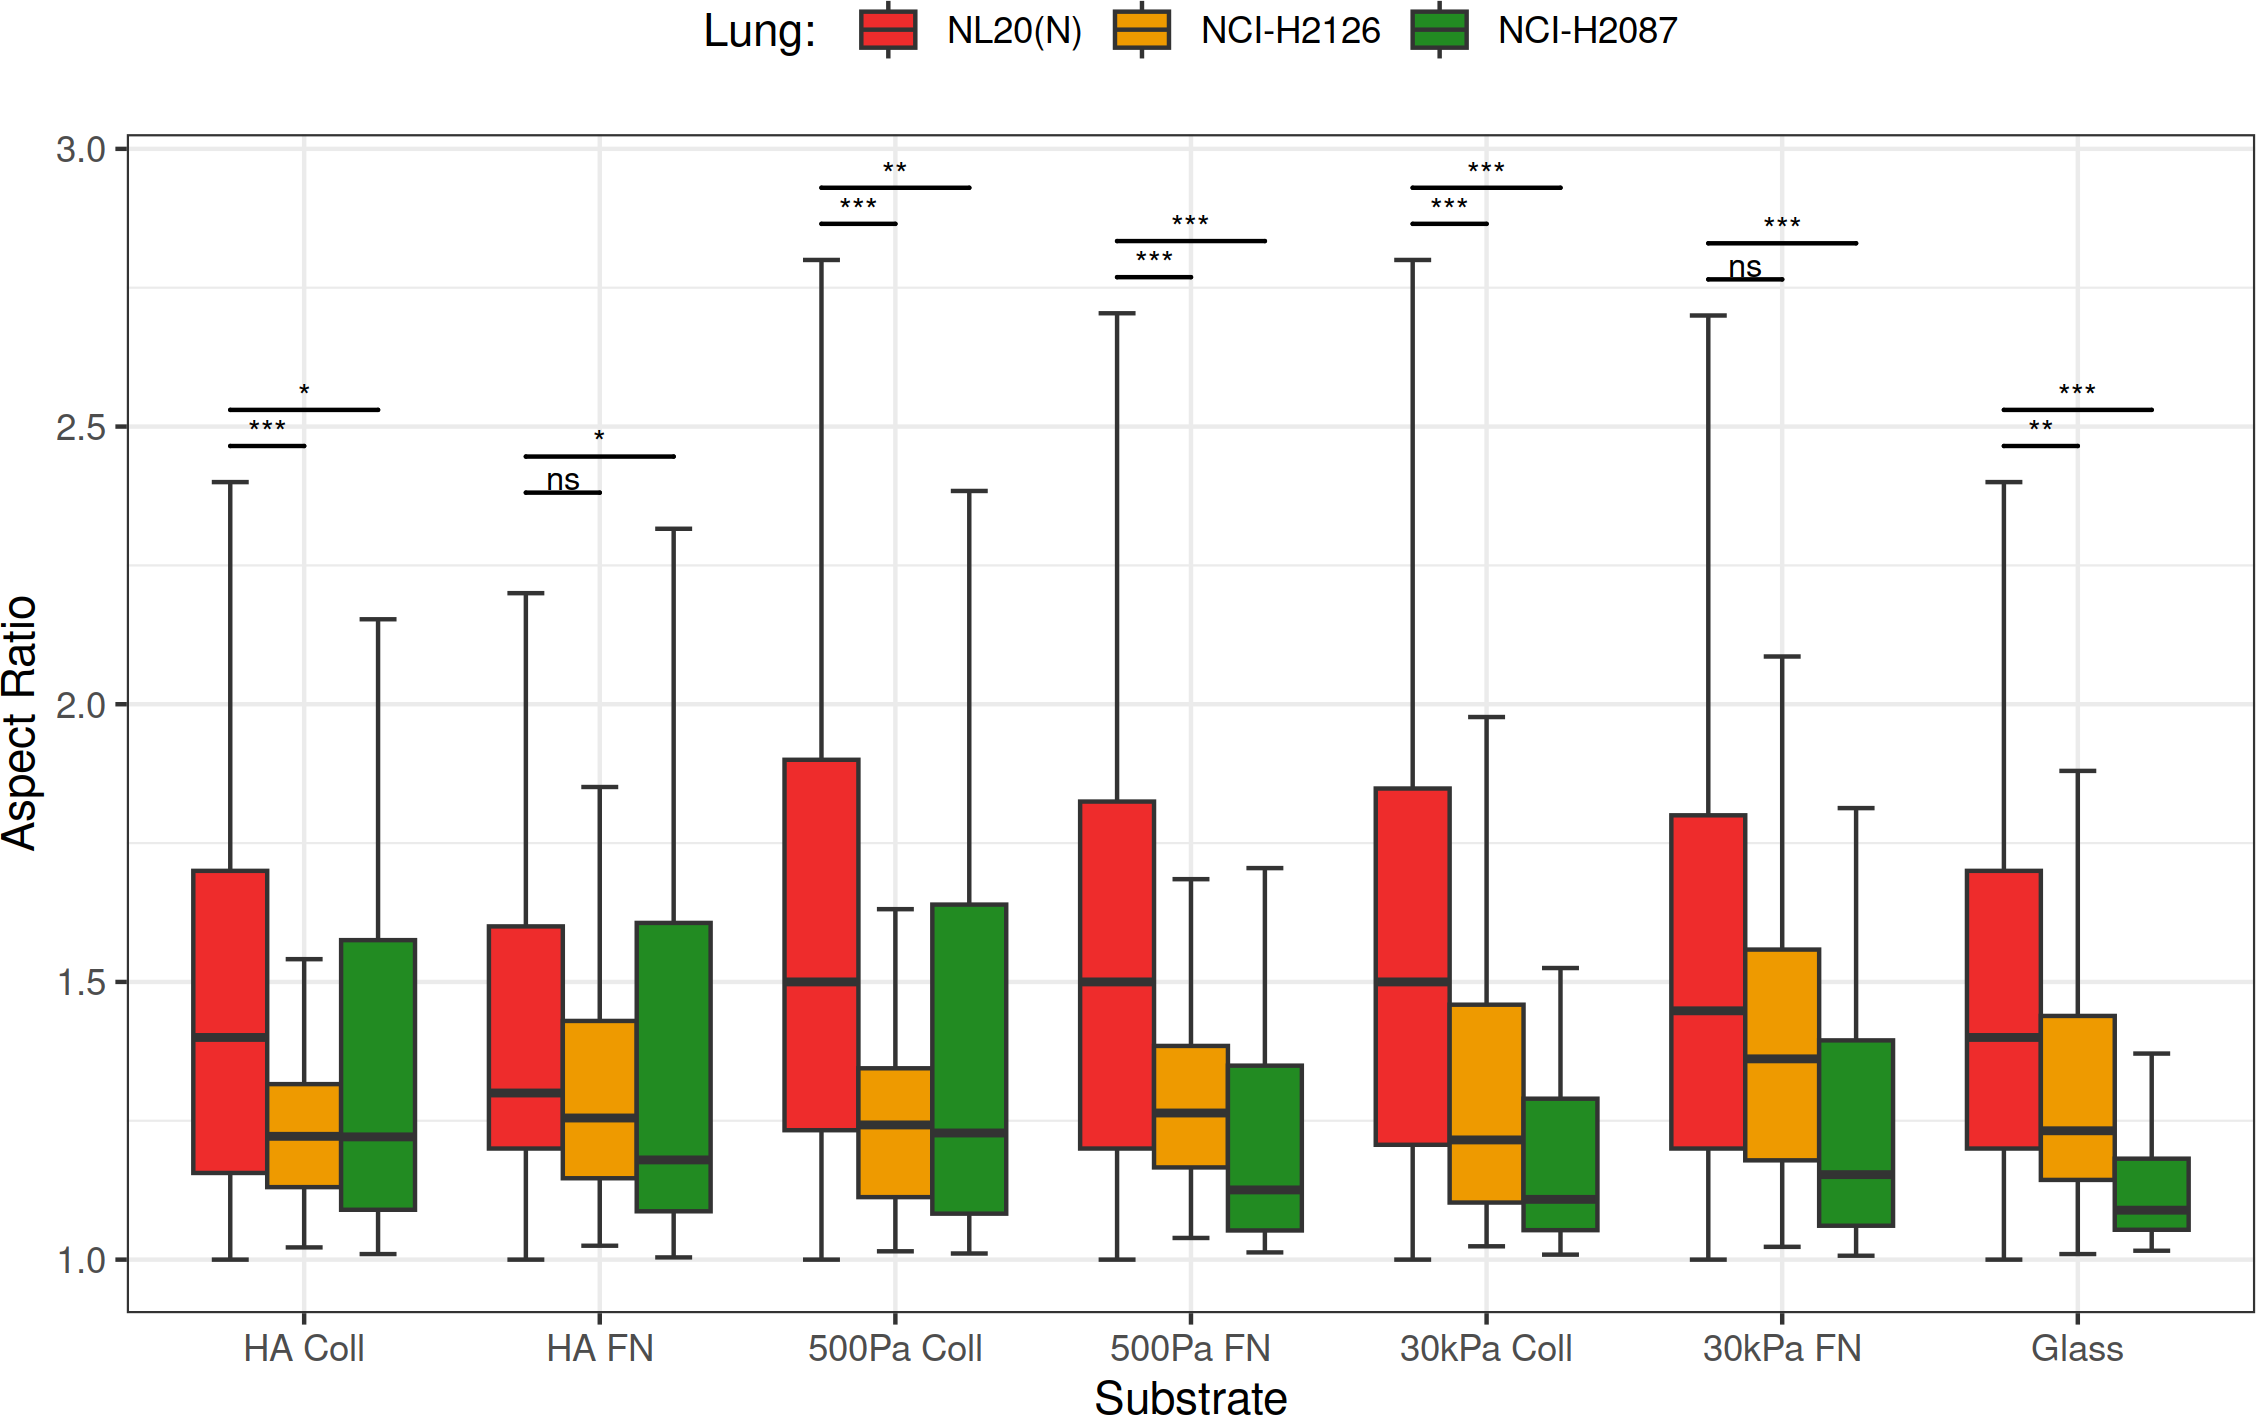 Lung: NL20(N) NCI-H2126 NCI-H2087
3.0
2.5
2.0
1.5
1.0
Aspect Ratio
* 
***
*
ns
**
***
***
***
***
***
***
ns
***
**
HA Coll HA FN 500Pa Coll 500Pa FN 30kPa Coll 30kPa FN Glass
Substrate